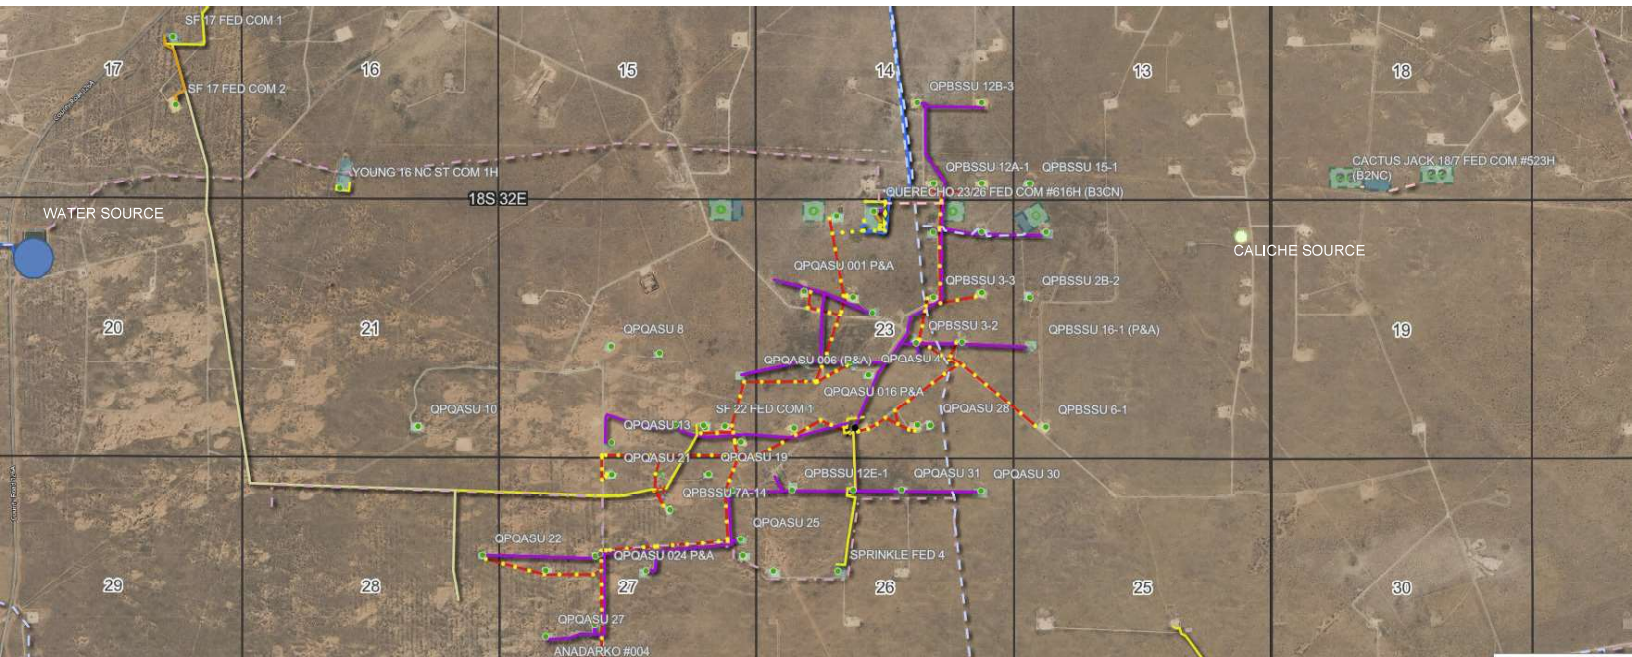 SF 17 FED COM 1
17
16
15
14
13
18
SF 17 FED COM 2
QPBSSU 12B-3
YOUNG 16 NC ST COM 1H
QPBSSU 12A-1
QPBSSU 15-1
CACTUS JACK 18/7 FED COM #523H
(B2NC)
18S 32E
QUERECHO 23/26 FED COM #616H (B3CN)
WATER SOURCE
CALICHE SOURCE
QPQASU 001 P&A
QPBSSU 3-3
QPBSSU 2B-2
20
21
QPQASU 8
23
QPBSSU 3-2
QPBSSU 16-1 (P&A)
19
QPQASU 006 (P&A)
QPQASU 4
QPQASU 016 P&A
QPQASU 10
QPQASU 13
SF 22 FED COM 1
QPQASU 28
QPBSSU 6-1
QPQASU 21
QPQASU 19
QPBSSU 12E-1
QPQASU 31
QPQASU 30
QPBSSU 7A-14
QPQASU 22
QPQASU 25
QPQASU 024 P&A
SPRINKLE FED 4
29
28
27
26
25
30
QPQASU 27
ANADARKO #004